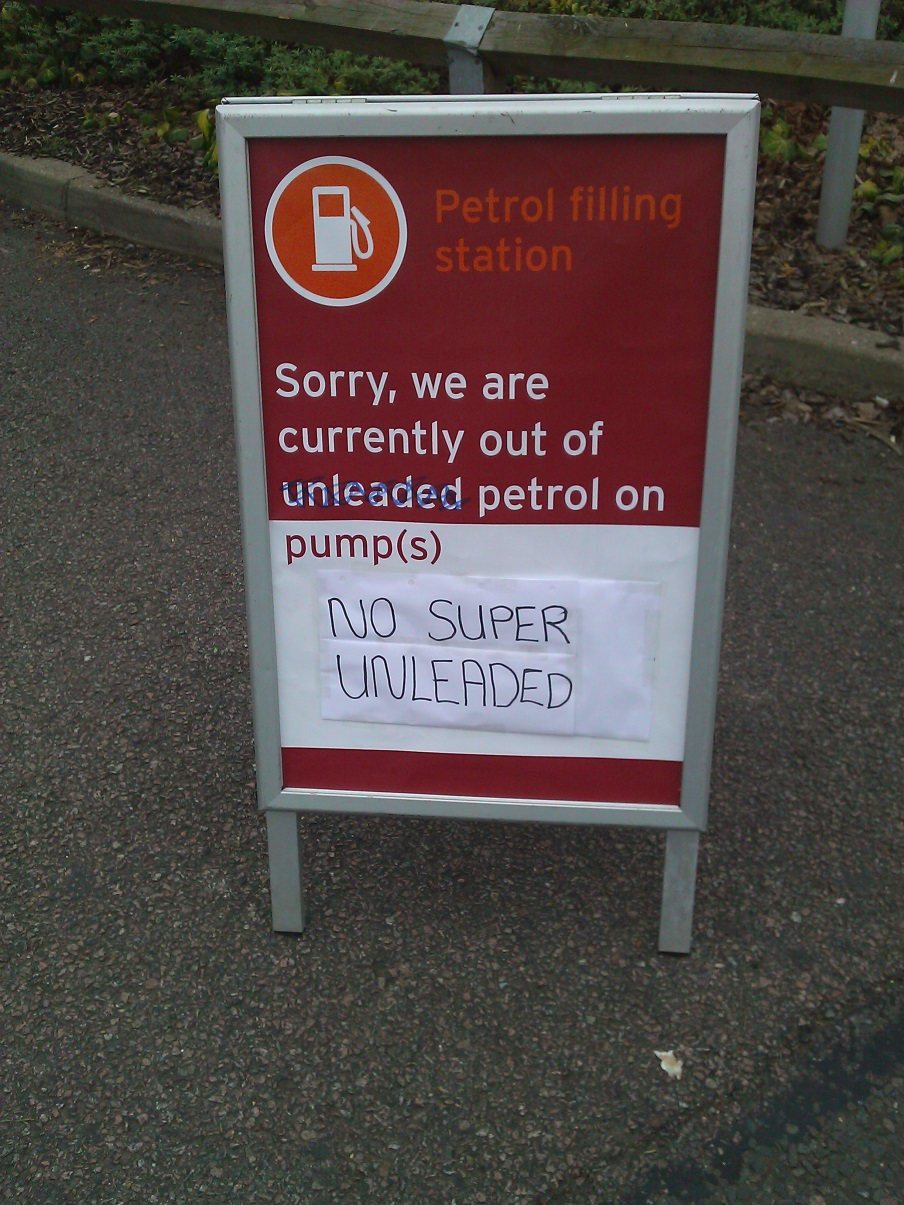 Petrol filling
station
Sorry, we are
currently out of
unleaded petrol on
pump(s)
NO SUPER
UNLEADED